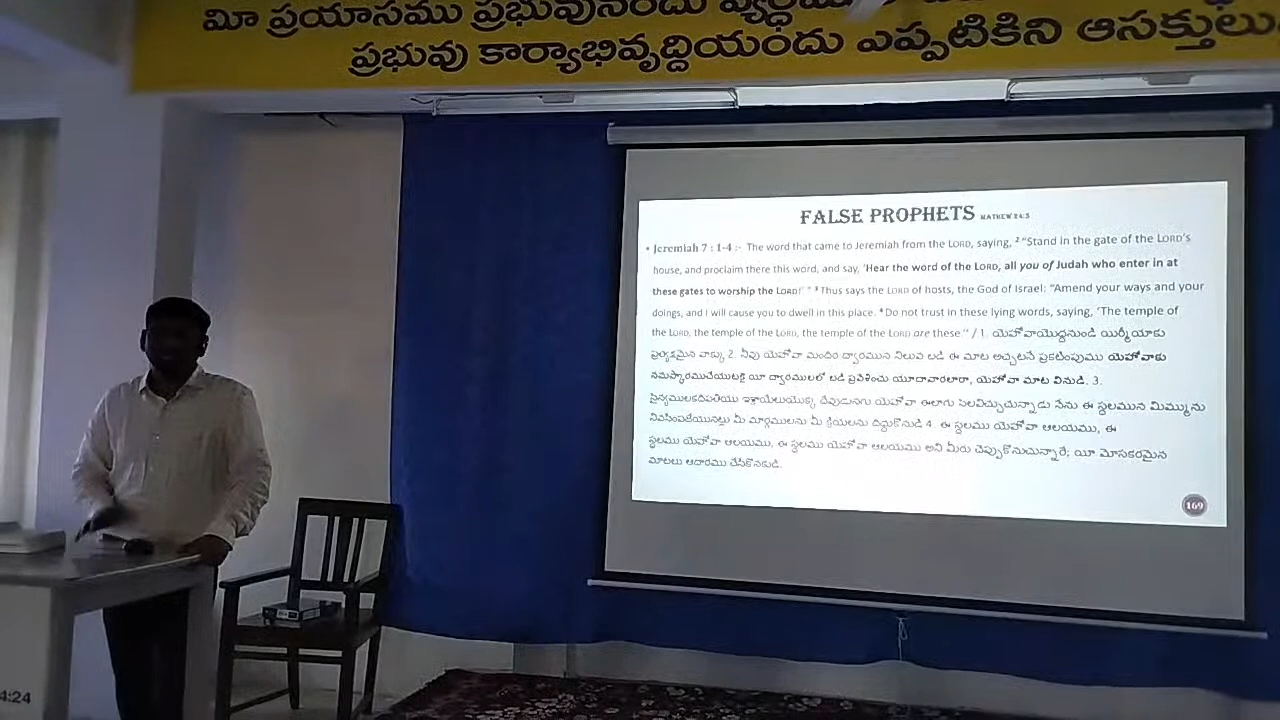 మీ ప్రయాసము ప్రభువునందు వ్యర్థము
ప్రభువు కార్యాభివృద్ధియందు ఎప్పటికిని ఆసక్తులు
FALSE PROPHETS MATHEW 24:5
• Jeremiah 7 : 1-4 :- The word that came to Jeremiah from the LORD, saying, ² “Stand in the gate of the LORD’s
house, and proclaim there this word, and say, ‘Hear the word of the LORD, all you of Judah who enter in at
these gates to worship the LORD!’ ” ³ Thus says the LORD of hosts, the God of Israel: “Amend your ways and your
doings, and I will cause you to dwell in this place. ⁴ Do not trust in these lying words, saying, ‘The temple of
the LORD, the temple of the LORD, the temple of the LORD are these.” / 1. యెహోవాయొద్దనుండి యిర్మీయాకు
ప్రత్యక్షమైన వాక్కు 2. నీవు యెహోవా మందిర ద్వారమున నిలువ బడి ఈ మాట అచ్చటనే ప్రకటింపుము యెహోవాకు
నమస్కారముచేయుటకై యీ ద్వారములలో బడి ప్రవేశించు యూదావారలారా, యెహోవా మాట వినుడి. 3.
సైన్యములకధిపతియు ఇశ్రాయేలుయొక్క దేవుడునగు యెహోవా ఈలాగు సెలవిచ్చుచున్నాడు నేను ఈ స్థలమున మిమ్మును
నివసింపజేయునట్లు మీ మార్గములను మీ క్రియలను దిద్దుకొనుడి 4. ఈ స్థలము యెహోవా ఆలయము, ఈ
స్థలము యెహోవా ఆలయము, ఈ స్థలము యెహోవా ఆలయము అని మీరు చెప్పుకొనుచున్నారే; యీ మోసకరమైన
మాటలు ఆధారము చేసికొనకుడి.
169
4:24